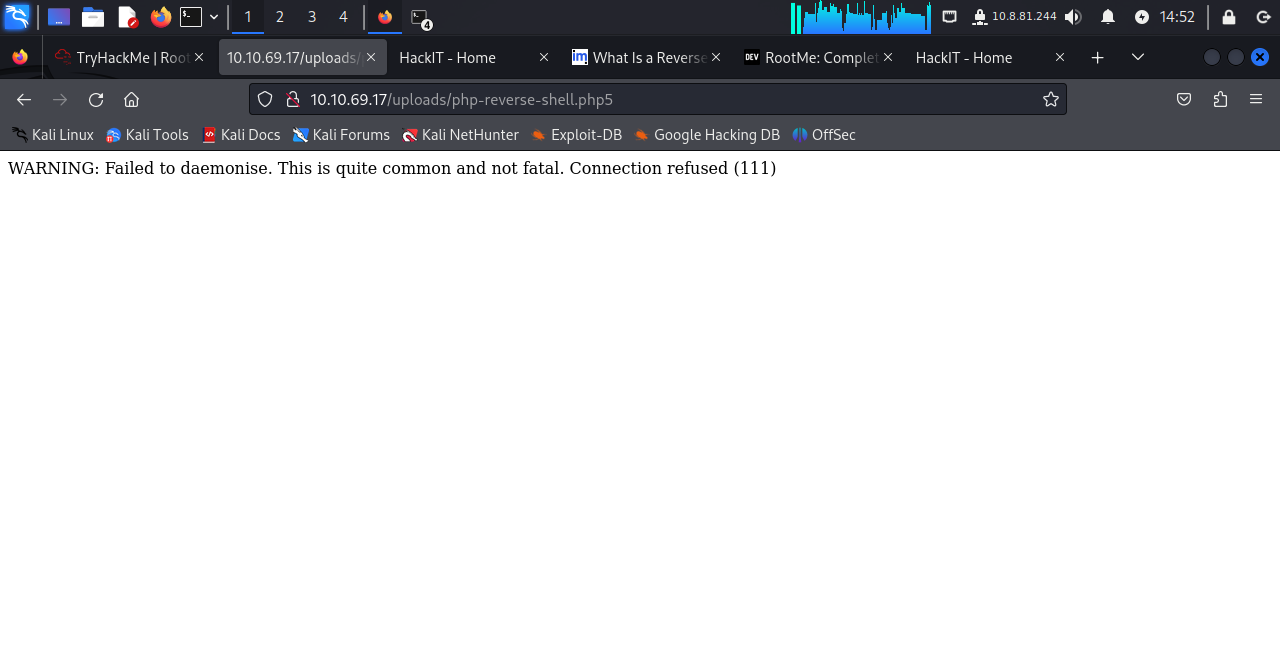 1 2 3 4 4 10.8.81.244 14:52
TryHackMe | Root 10.10.69.17/uploads/p HackIT - Home What Is a Reverse DEV RootMe: Complet HackIT - Home
10.10.69.17/uploads/php-reverse-shell.php5
Kali Linux Kali Tools Kali Docs Kali Forums Kali NetHunter Exploit-DB Google Hacking DB OffSec
WARNING: Failed to daemonise. This is quite common and not fatal. Connection refused (111)